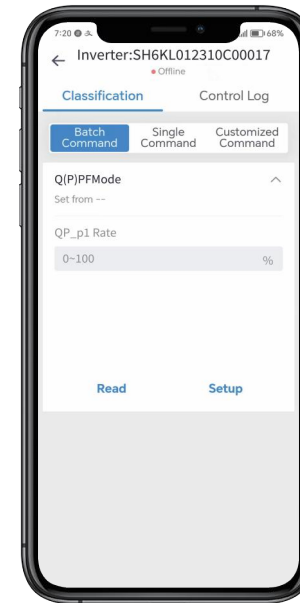 7:20
68%
Inverter:SH6KL012310C00017
Offline
Classification
Control Log
Batch
Command
Single
Command
Customized
Command
Q(P)PFMode
Set from --
QP_p1 Rate
0~100
%
Read
Setup